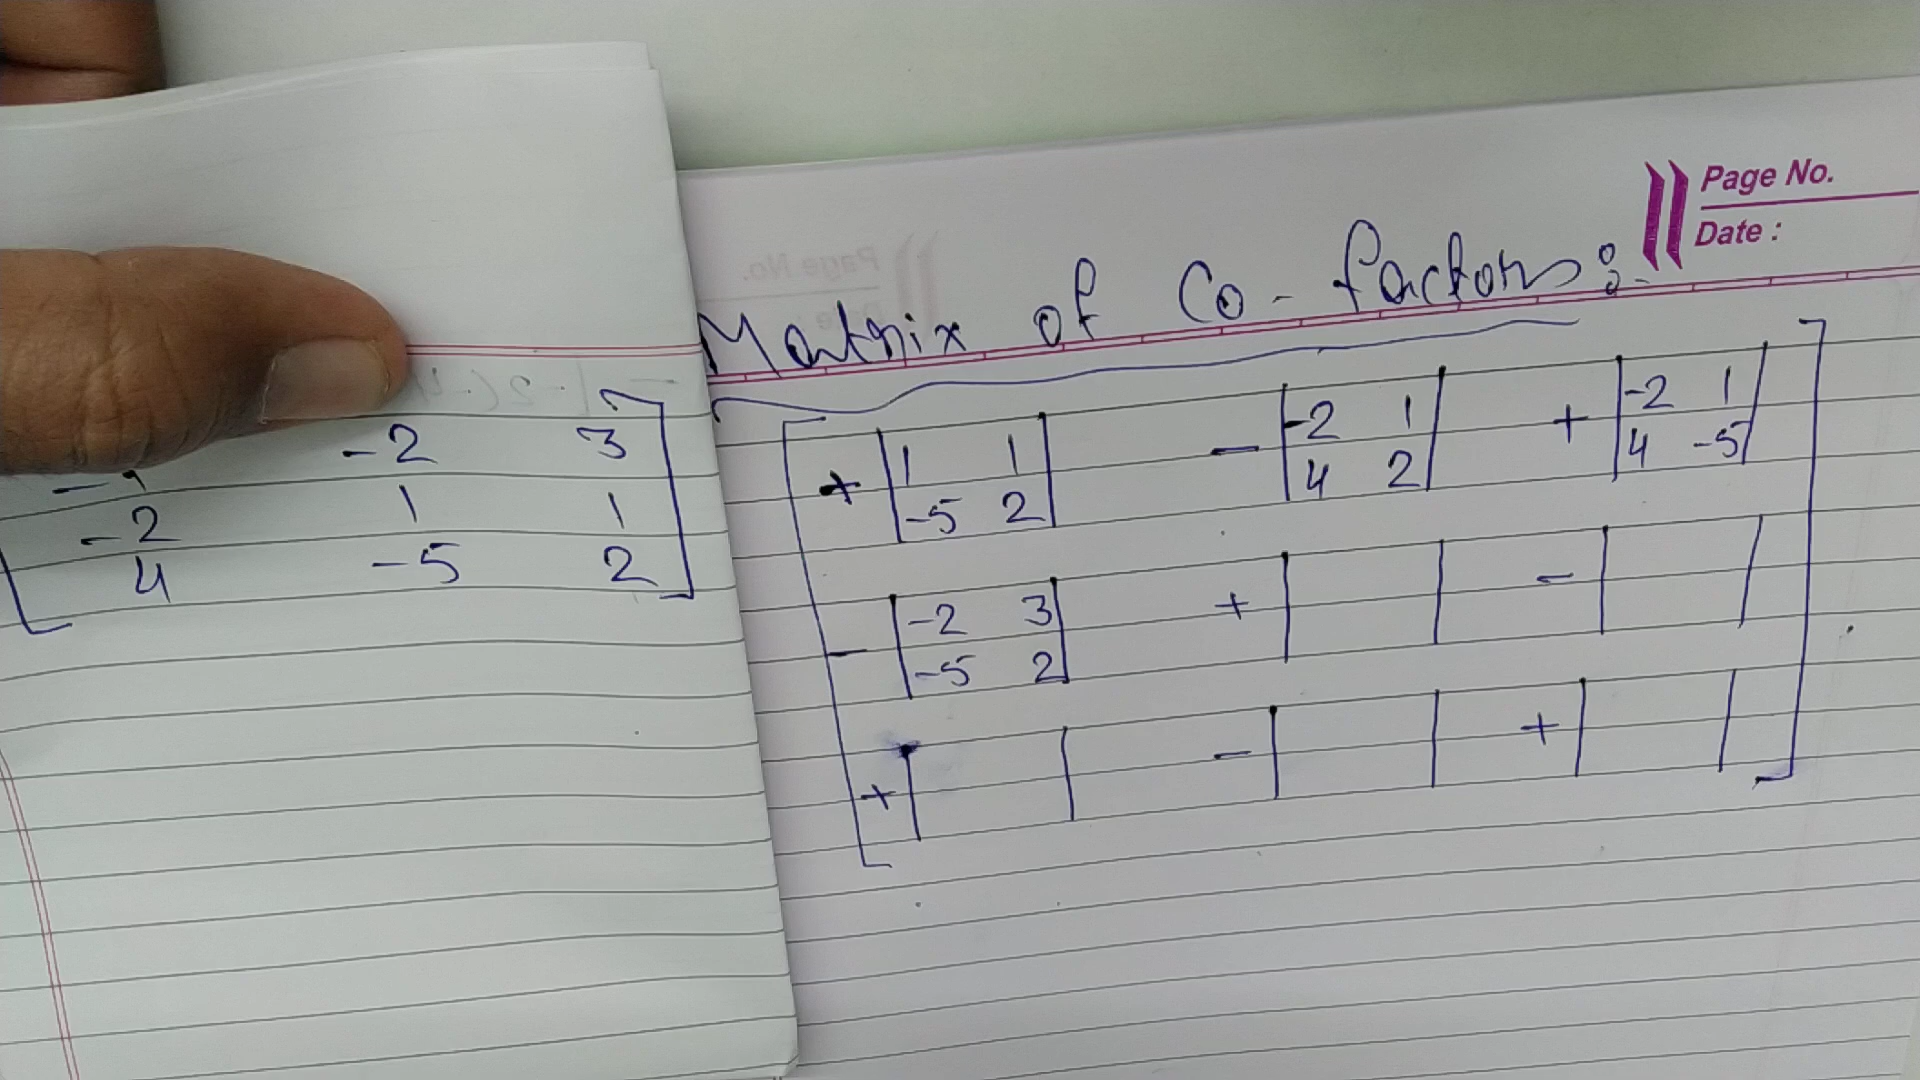 Page No.
Date :
Matrix of Co-factors:-
-2 3
-2 1 1
4 -5 2
+ | 1 1 | - | -2 1 | + | -2 1 |
| -5 2 | | 4 2 | | 4 -5 |
- | -2 3 | + | | - | |
| -5 2 |
+ | | - | | + | |